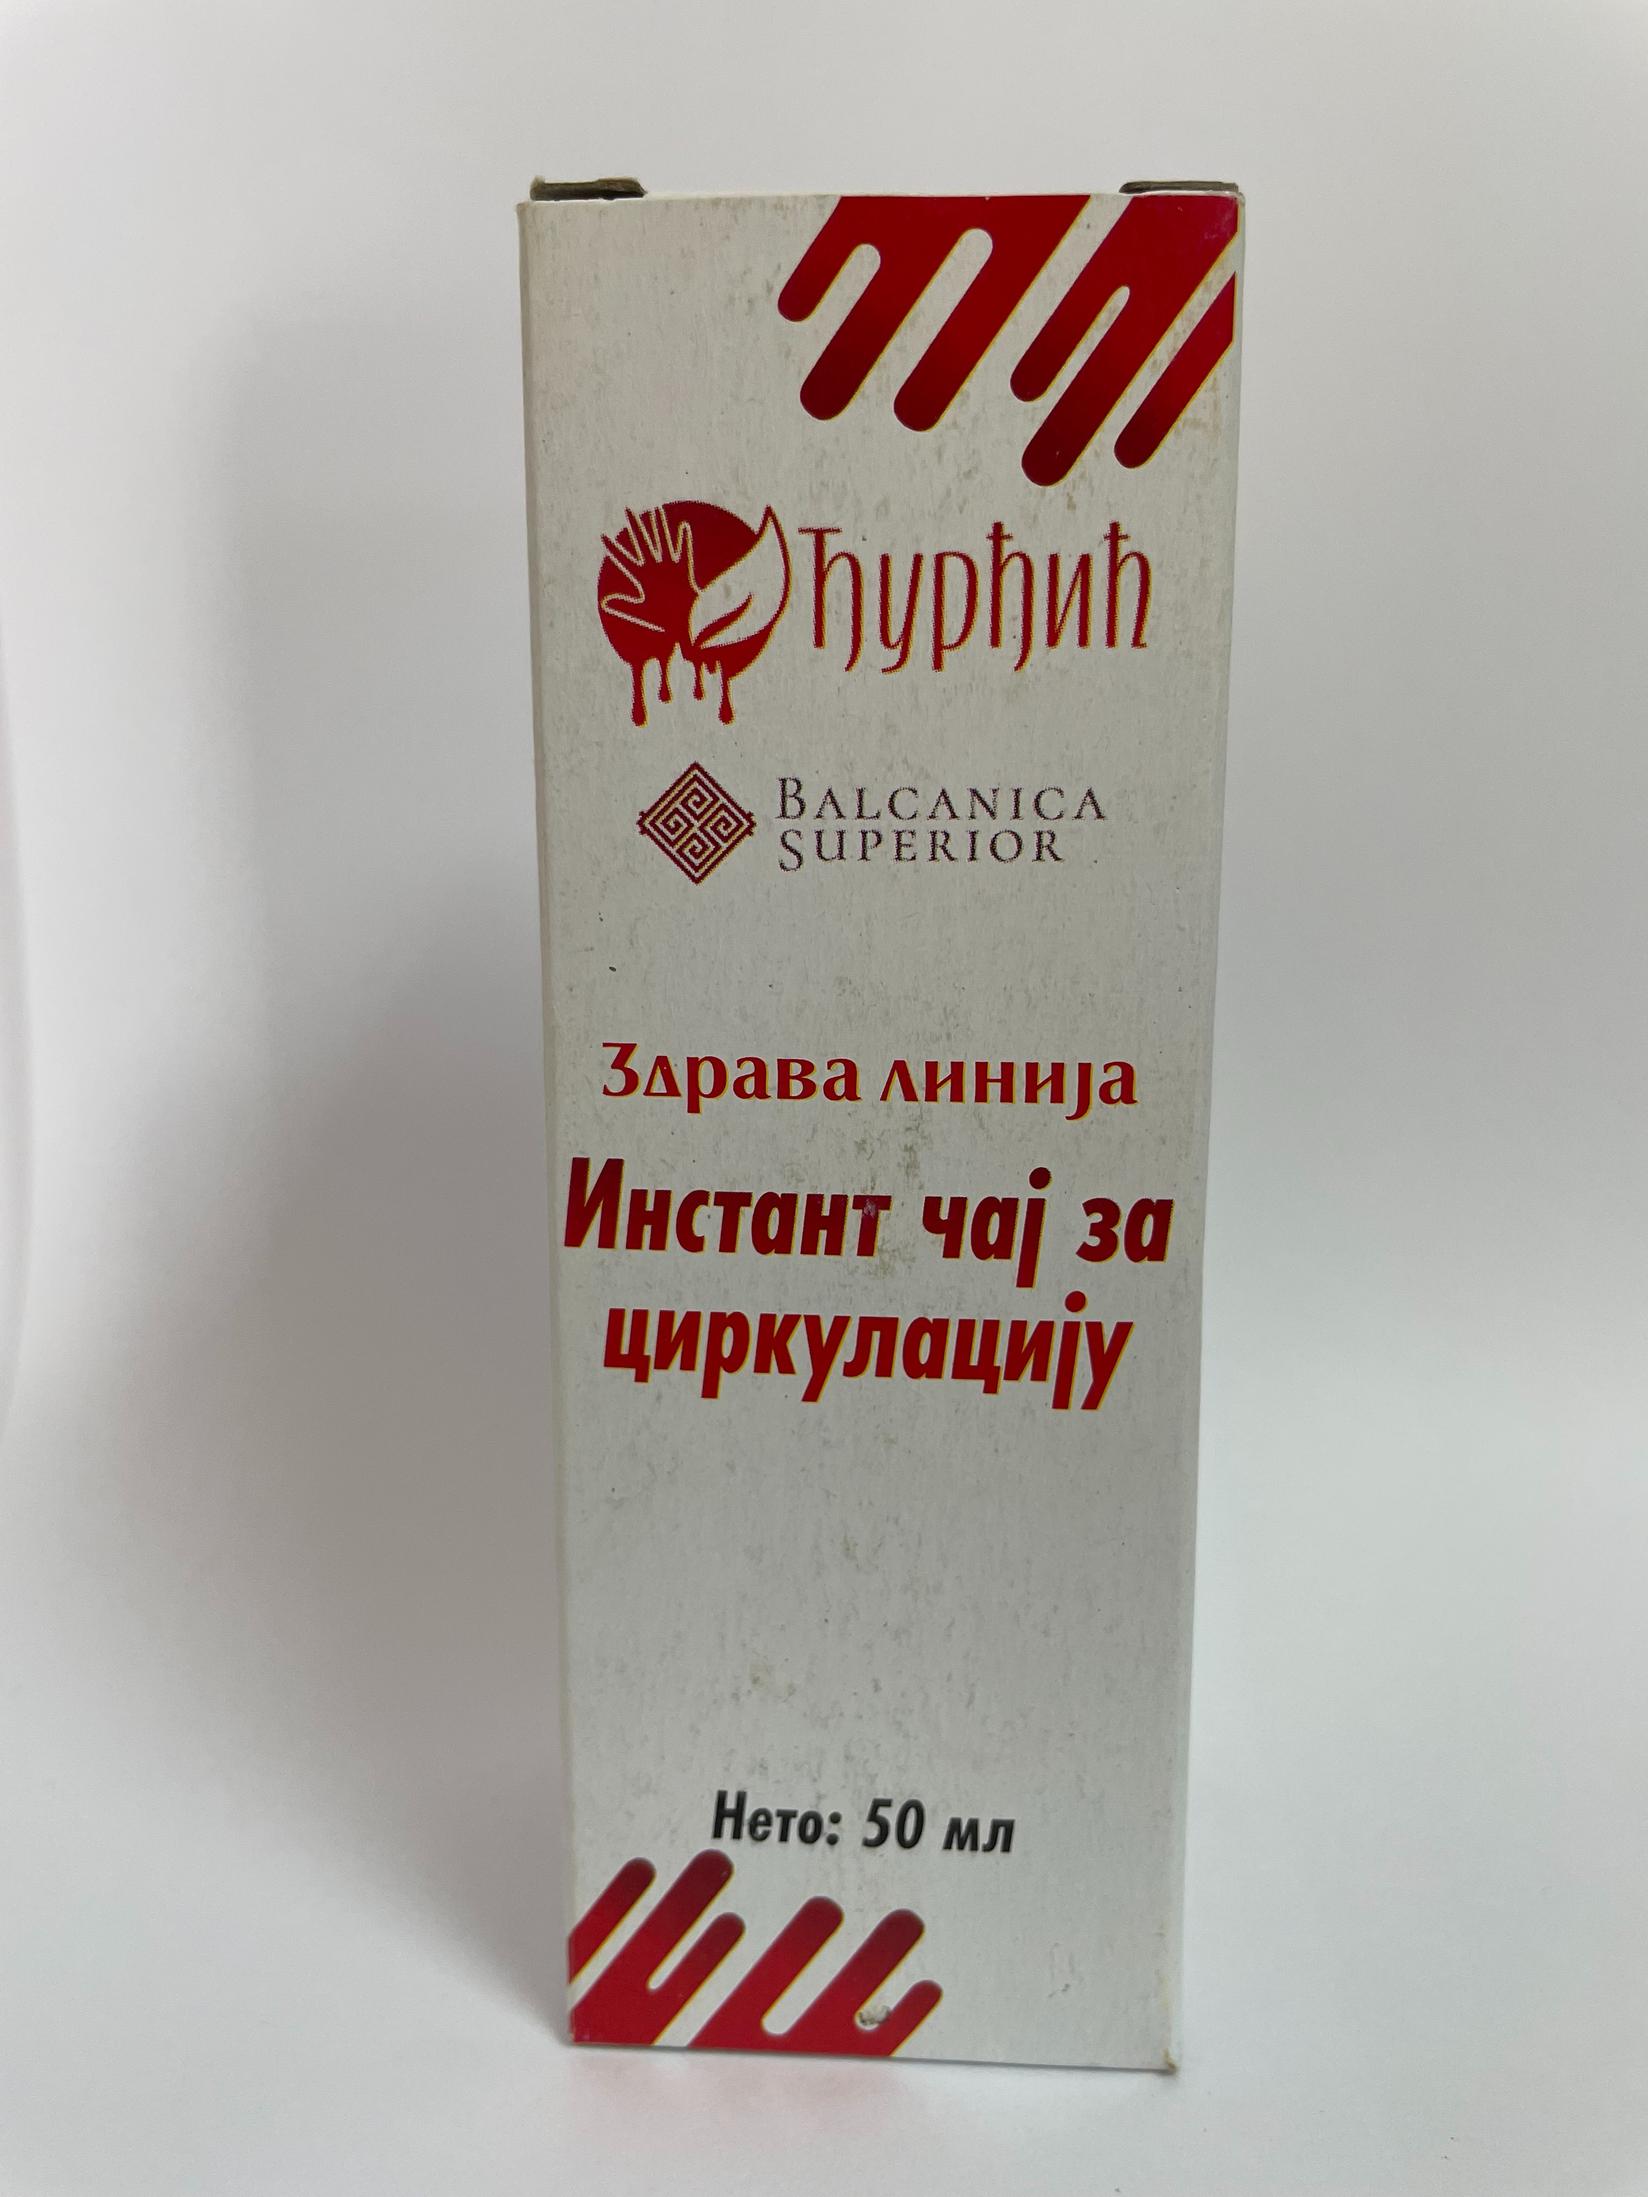 Ђурђић
BALCANICA
SUPERIOR
Здрава линија
Инстант чај за
циркулацију
Нето: 50 мл